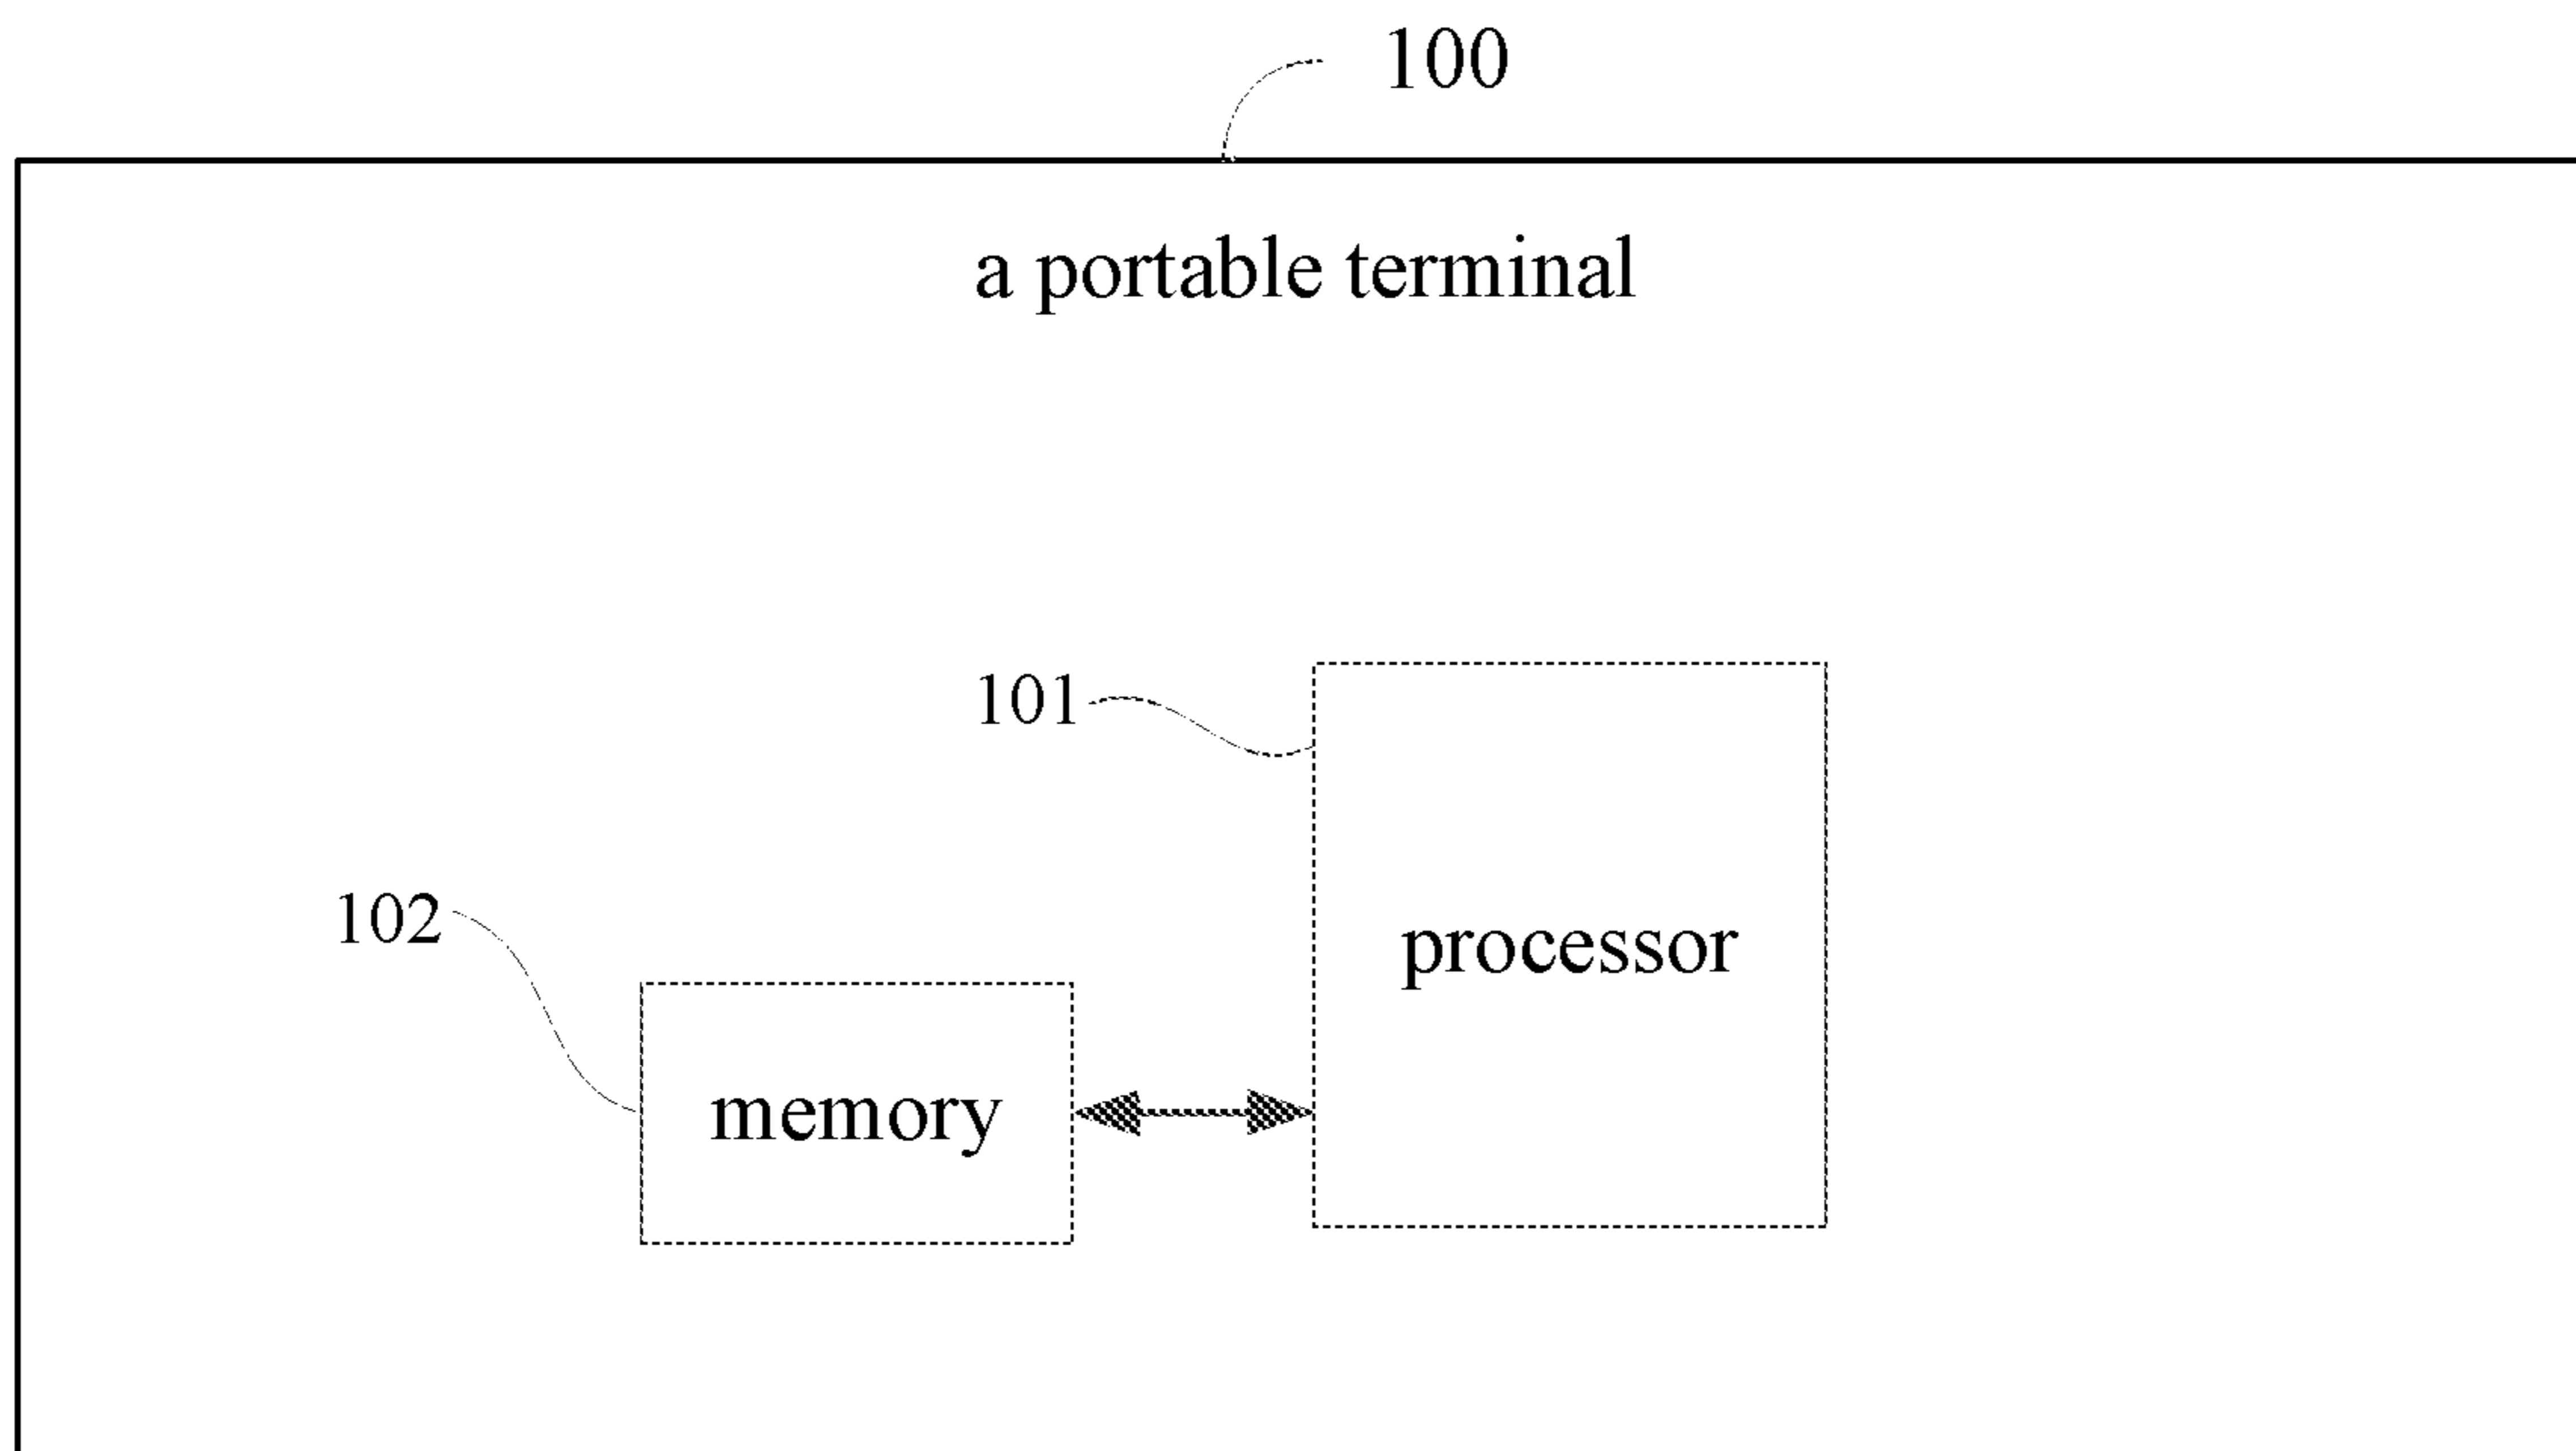 100
a portable terminal
101
processor
102
memory